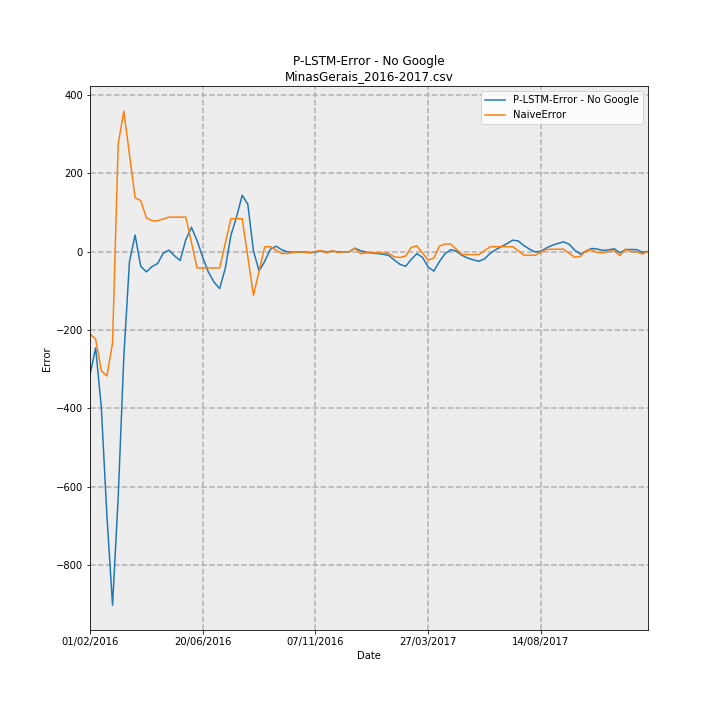 P-LSTM-Error - No Google
MinasGerais_2016-2017.csv
P-LSTM-Error - No Google
NaiveError
400
200
0
−200
−400
−600
−800
Error
01/02/2016
20/06/2016
07/11/2016
27/03/2017
14/08/2017
Date